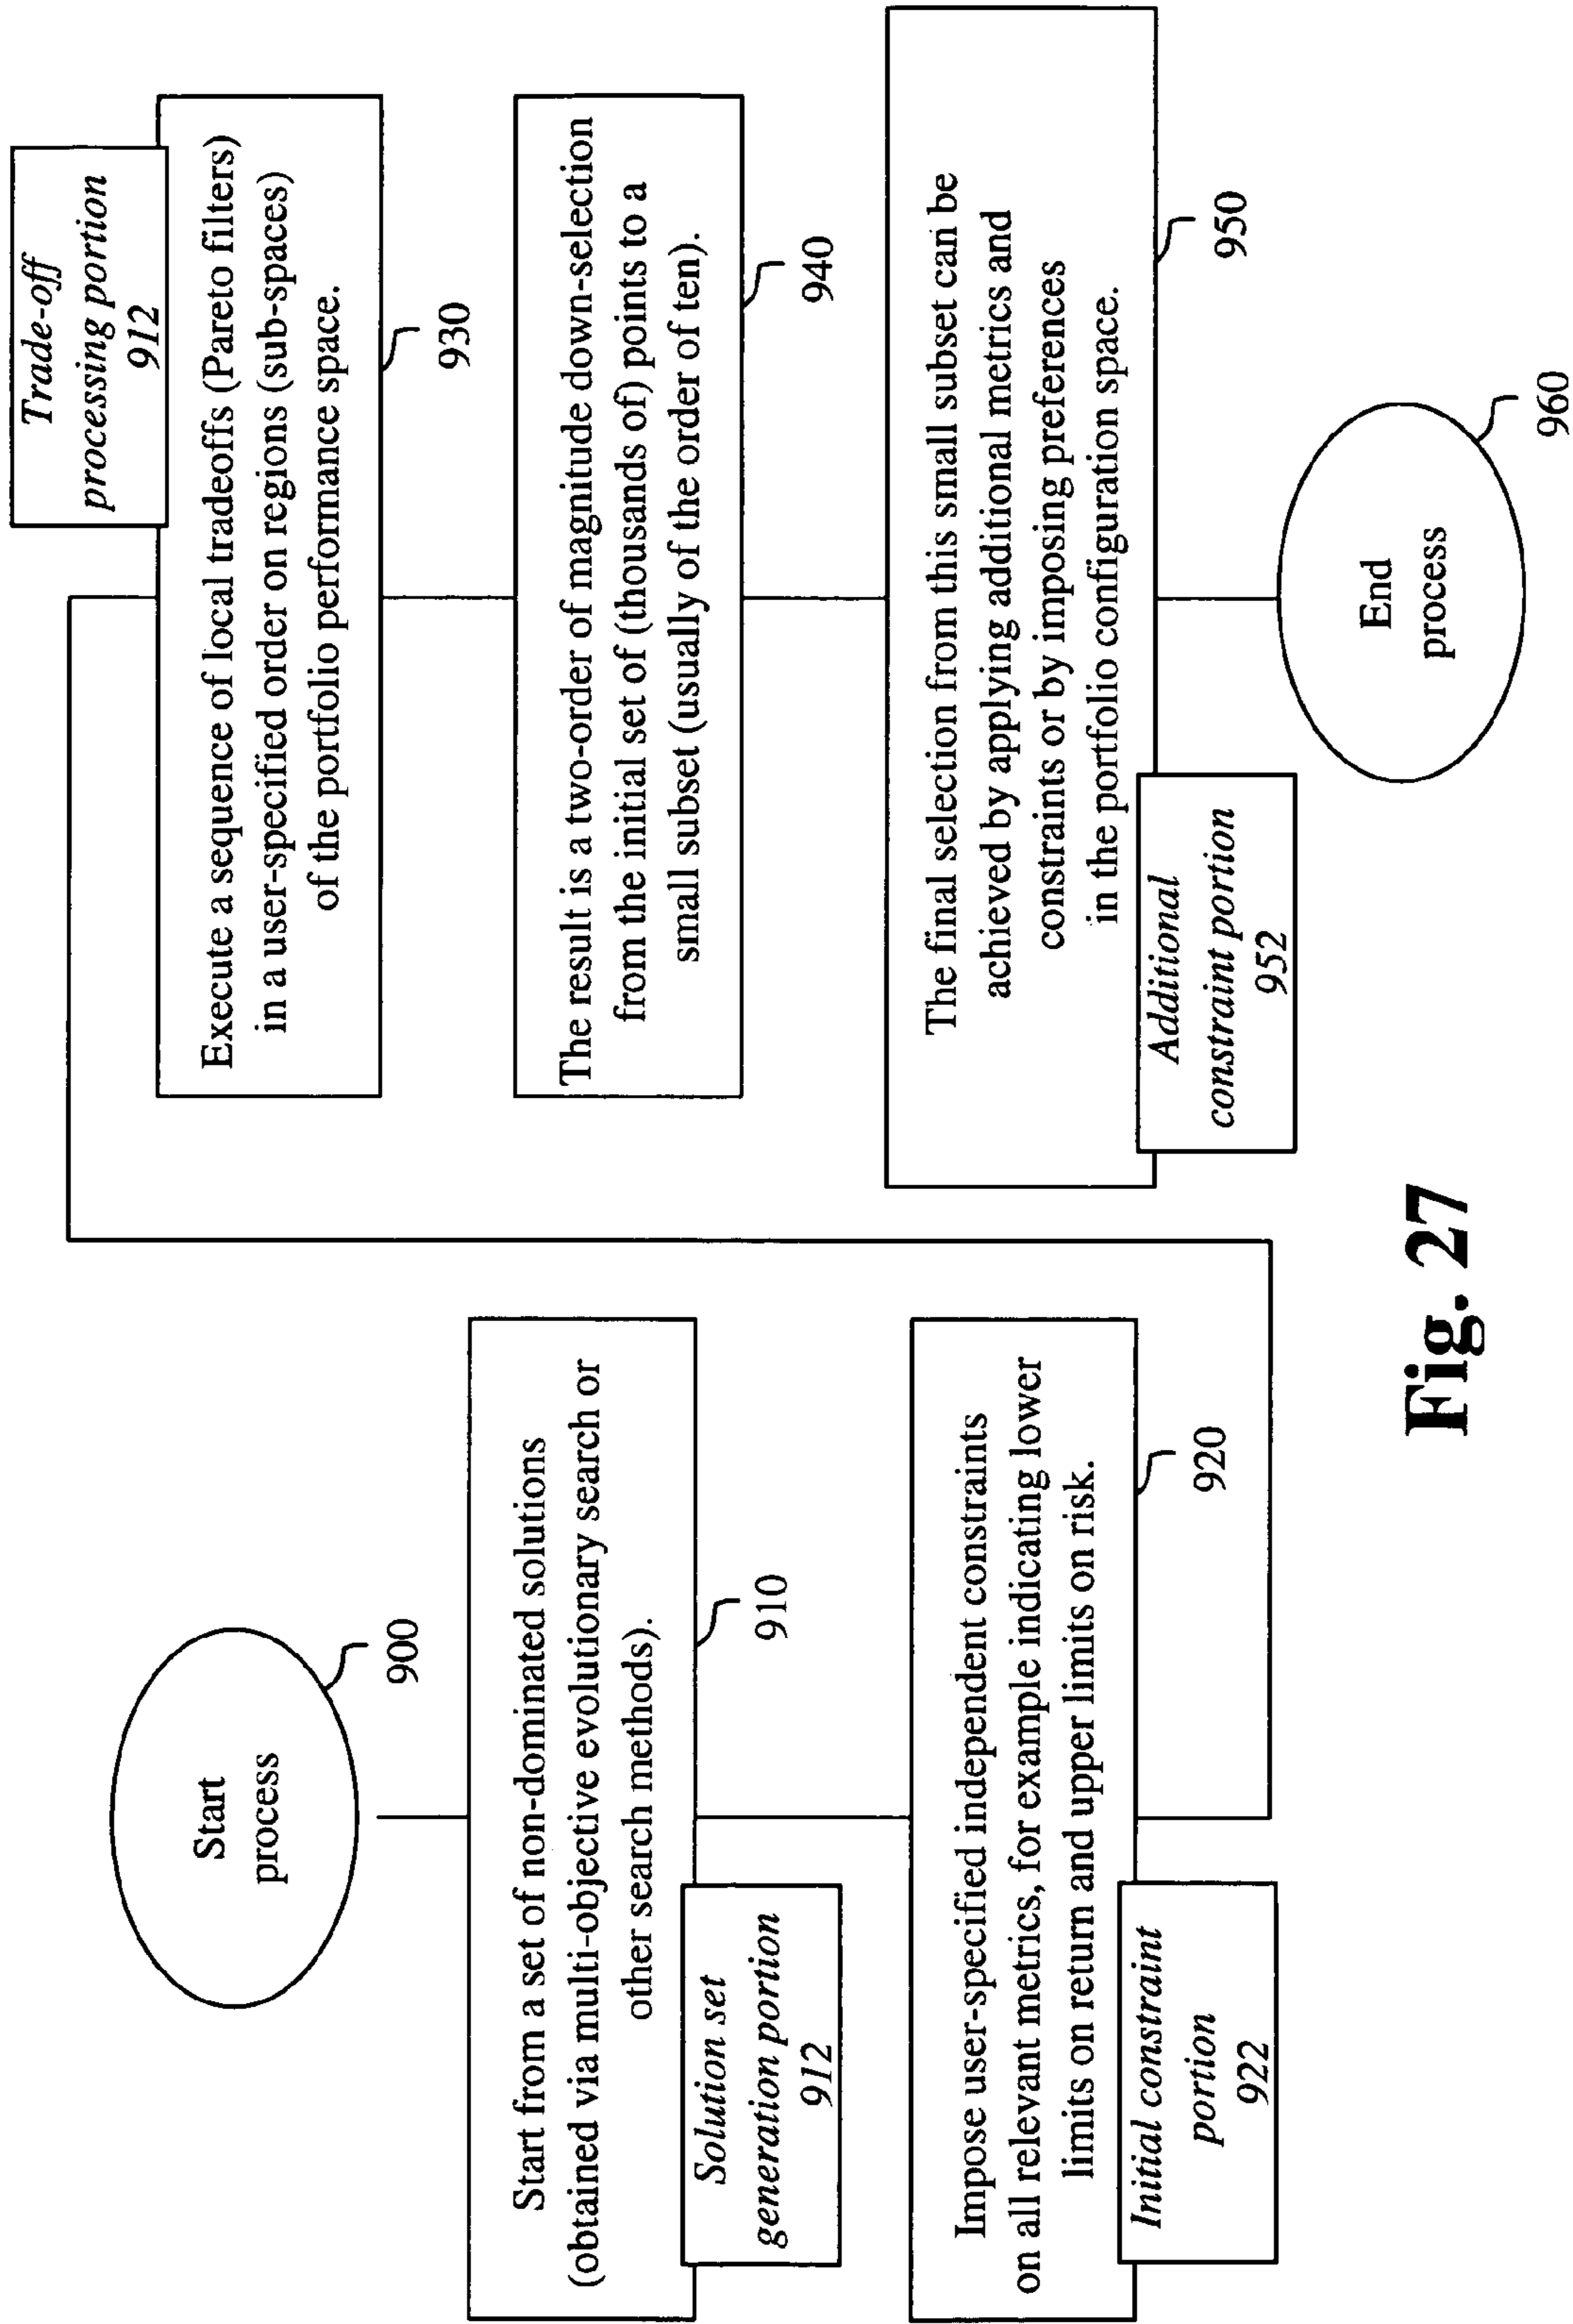 Start
process
900
Start from a set of non-dominated solutions
(obtained via multi-objective evolutionary search or
other search methods).
910
Solution set
generation portion
912
Impose user-specified independent constraints
on all relevant metrics, for example indicating lower
limits on return and upper limits on risk.
920
Initial constraint
portion
922
Trade-off
processing portion
912
Execute a sequence of local tradeoffs (Pareto filters)
in a user-specified order on regions (sub-spaces)
of the portfolio performance space.
930
The result is a two-order of magnitude down-selection
from the initial set of (thousands of) points to a
small subset (usually of the order of ten).
940
The final selection from this small subset can be
achieved by applying additional metrics and
constraints or by imposing preferences
in the portfolio configuration space.
950
Additional
constraint portion
952
End
process
960
Fig. 27